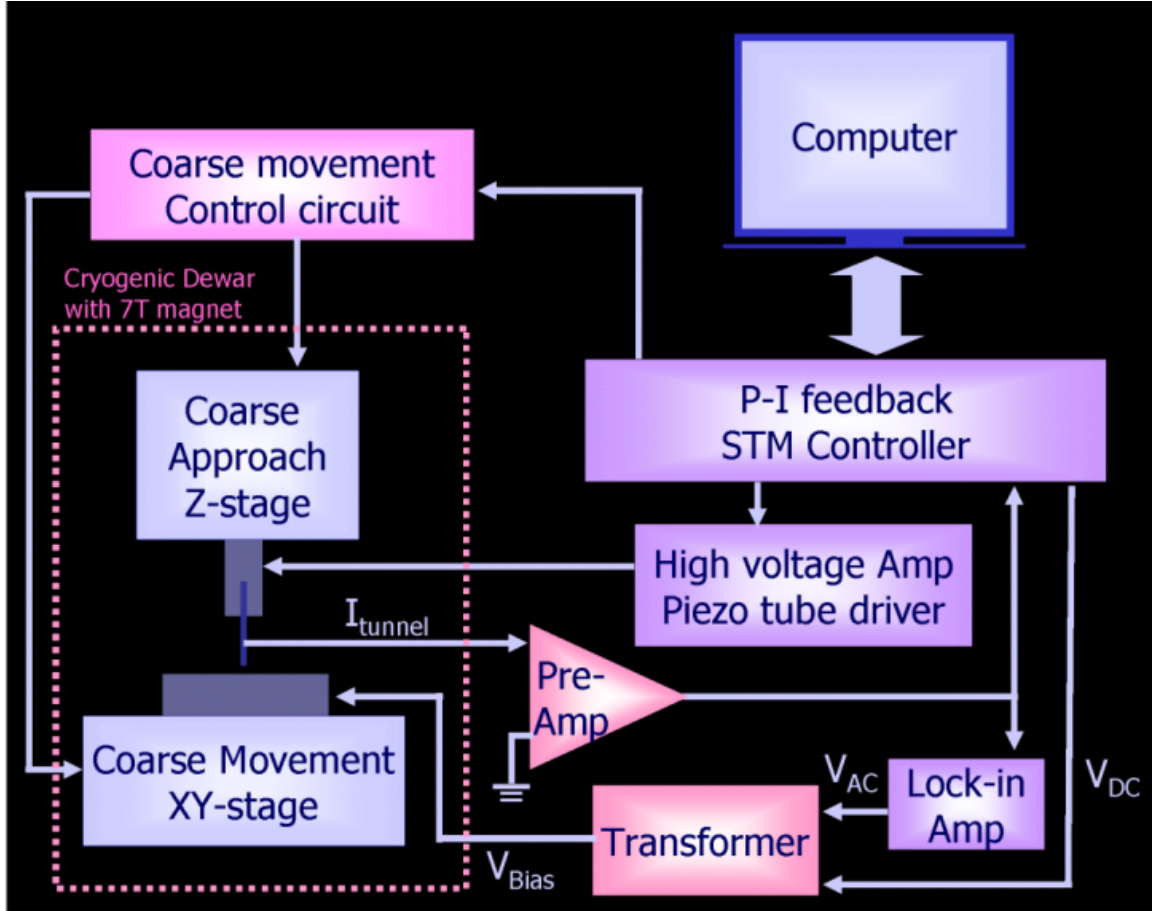 Computer
Coarse movement
Control circuit
Cryogenic Dewar
with 7T magnet
Coarse
Approach
Z-stage
P-I feedback
STM Controller
High voltage Amp
Piezo tube driver
Itunnel
Pre-
Amp
Coarse Movement
XY-stage
VAC
Lock-in
Amp
VDC
Transformer
VBias